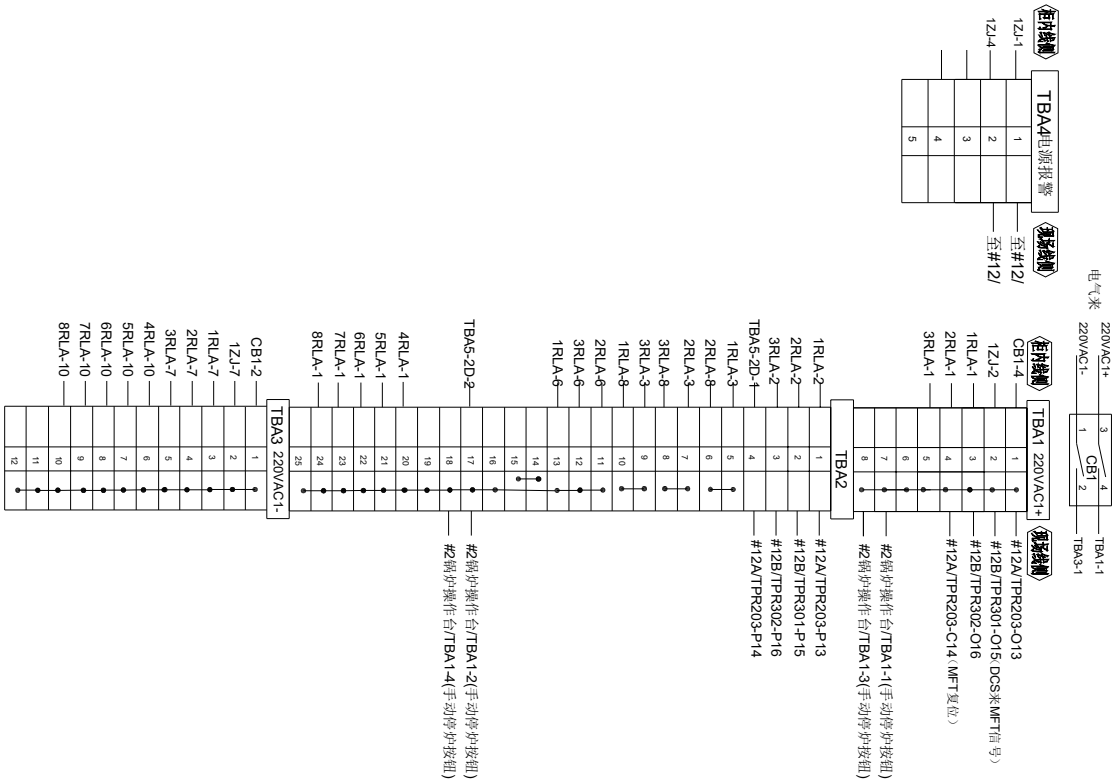 柜内线侧
1ZJ-1
1ZJ-4
TBA4电源报警
1
2
3
4
5
现场线侧
至#12/
至#12/
电气来
220VAC1+
220VAC1-
3
4
CB1
1
2
TBA1-1
TBA3-1
柜内线侧
CB1-4
1ZJ-2
1RLA-1
2RLA-1
3RLA-1
TBA1 220VAC1+
1
2
3
4
5
6
7
8
现场线侧
#12A/TPR203-O13
#12B/TPR301-O15(DCS来MFT信号)
#12B/TPR302-O16
#12A/TPR203-C14(MFT复位)
#2锅炉操作台/TBA1-1(手动停炉按钮)
#2锅炉操作台/TBA1-3(手动停炉按钮)
TBA2
1RLA-2
2RLA-2
3RLA-2
TBA5-2D-1
1RLA-3
2RLA-8
2RLA-3
3RLA-8
3RLA-3
1RLA-8
2RLA-6
3RLA-6
1RLA-6
TBA5-2D-2
4RLA-1
5RLA-1
6RLA-1
7RLA-1
8RLA-1
1
2
3
4
5
6
7
8
9
10
11
12
13
14
15
16
17
18
19
20
21
22
23
24
25
#12A/TPR203-P13
#12B/TPR301-P15
#12B/TPR302-P16
#12A/TPR203-P14
#2锅炉操作台/TBA1-2(手动停炉按钮)
#2锅炉操作台/TBA1-4(手动停炉按钮)
TBA3 220VAC1-
CB1-2
1ZJ-7
1RLA-7
2RLA-7
3RLA-7
4RLA-10
5RLA-10
6RLA-10
7RLA-10
8RLA-10
1
2
3
4
5
6
7
8
9
10
11
12